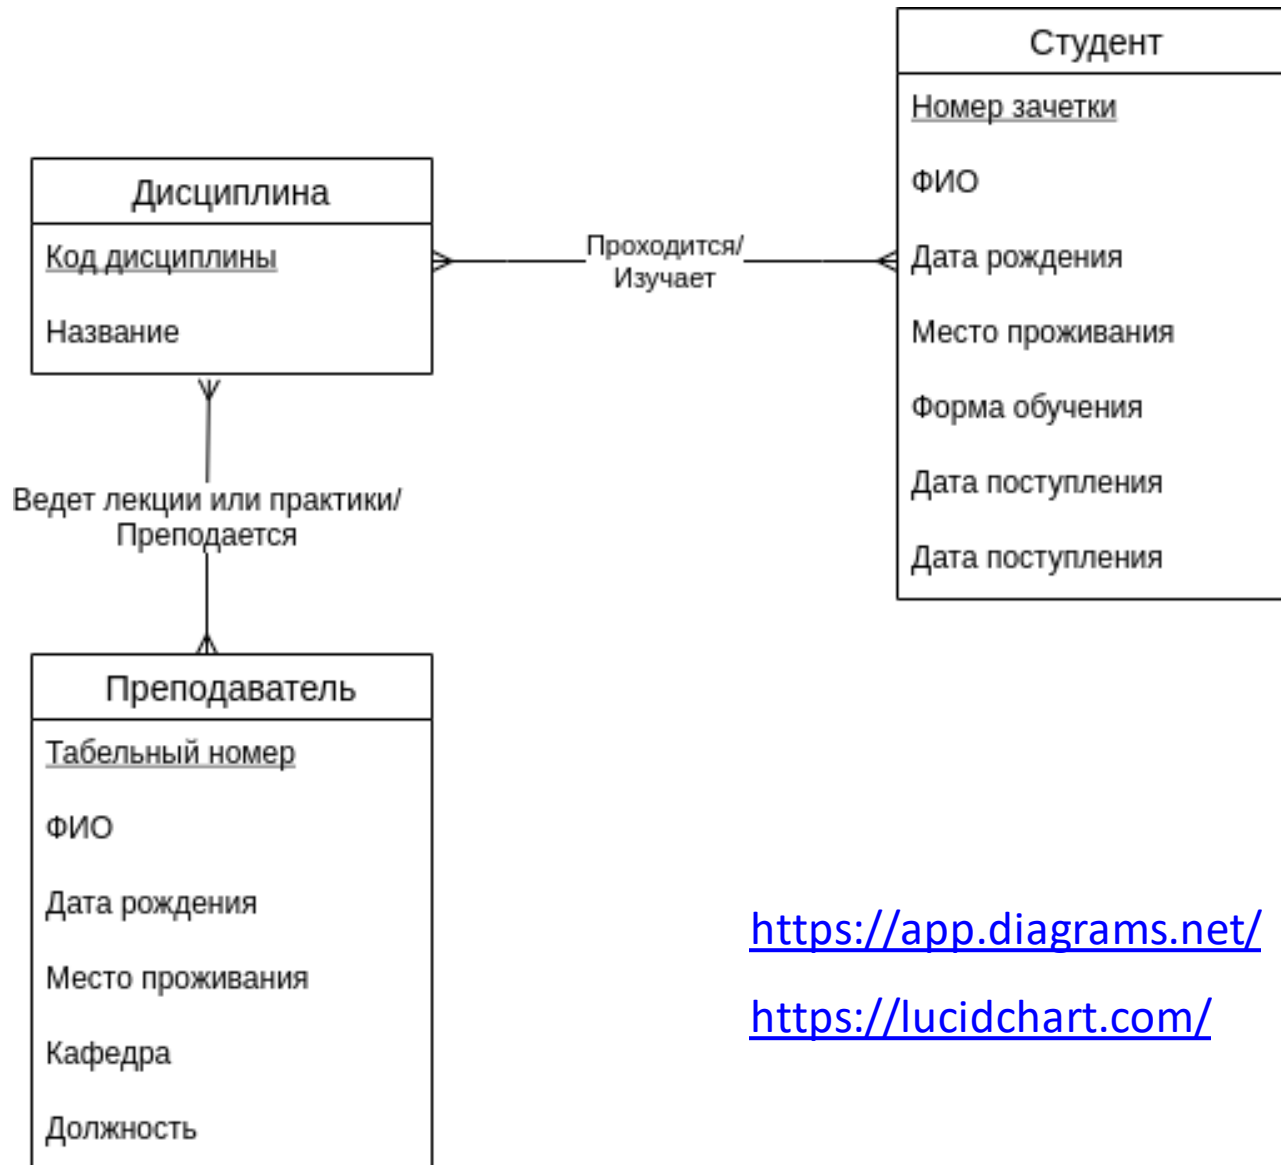 Студент
Номер зачетки
ФИО
Дата рождения
Место проживания
Форма обучения
Дата поступления
Дата поступления
Дисциплина
Код дисциплины
Название
Проходится/
Изучает
Ведет лекции или практики/
Преподается
Преподаватель
Табельный номер
ФИО
Дата рождения
Место проживания
Кафедра
Должность
https://app.diagrams.net/
https://lucidchart.com/